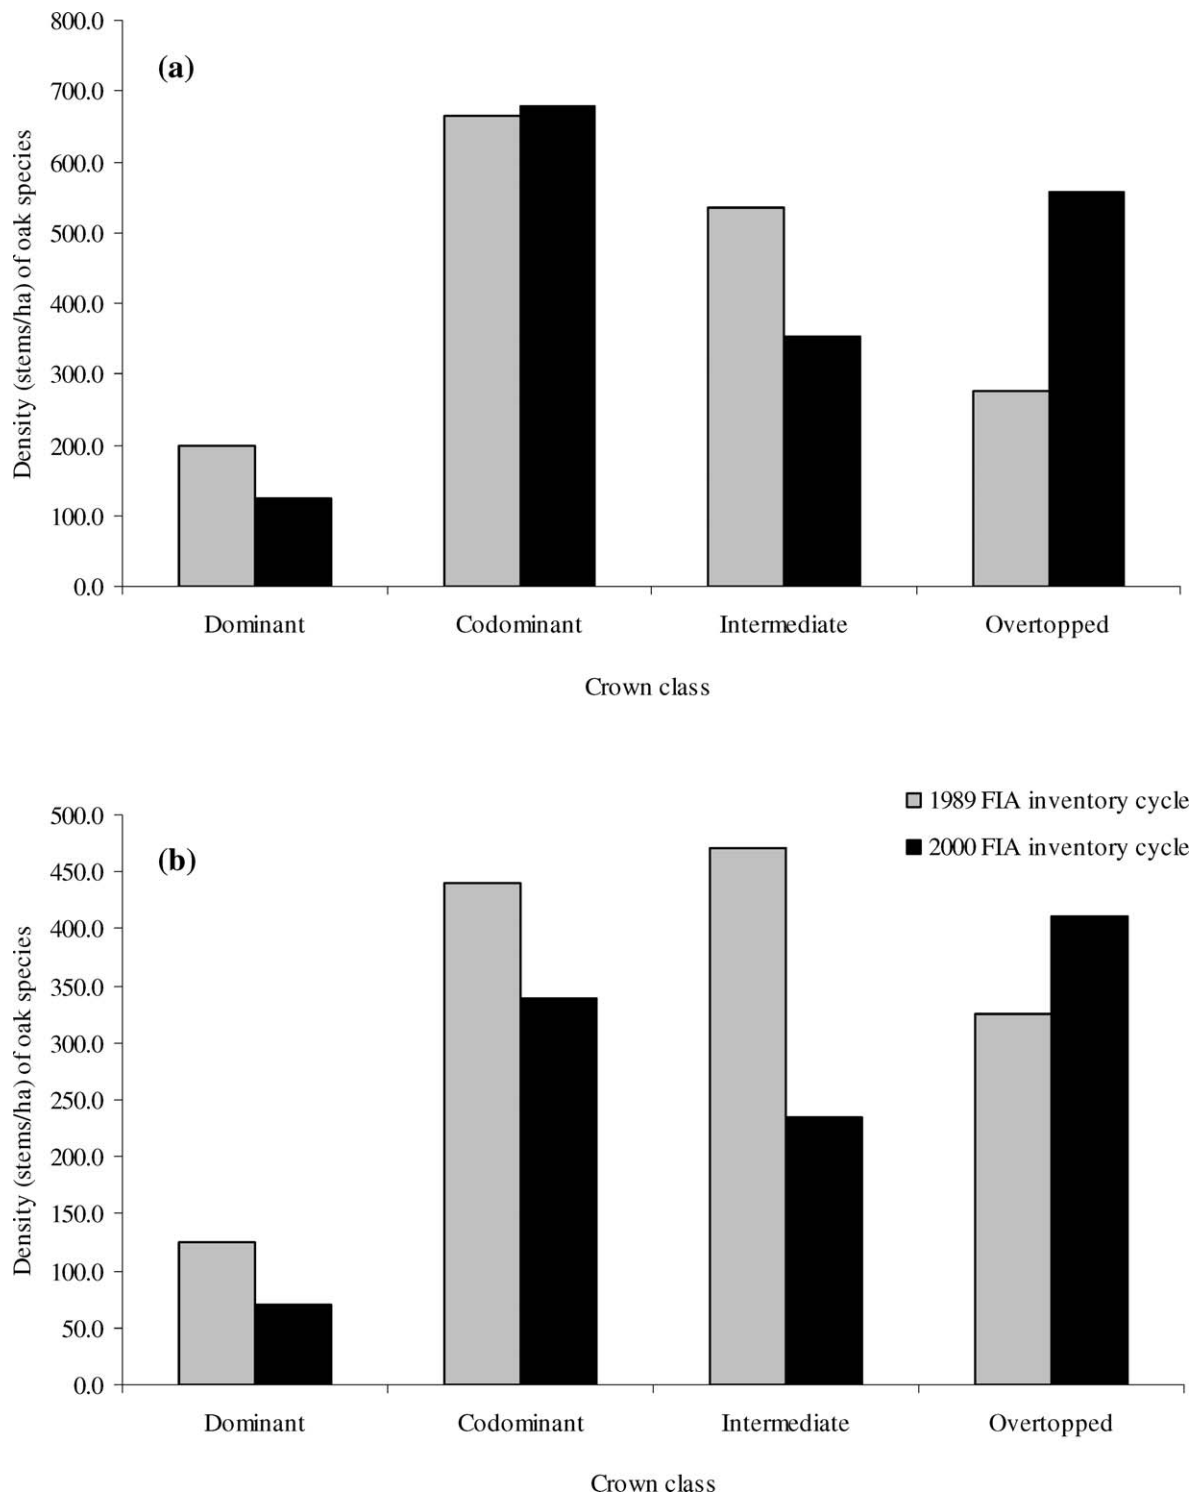 800.0
(a)
700.0
600.0
500.0
400.0
300.0
200.0
100.0
0.0
Density (stems/ha) of oak species
Dominant Codominant Intermediate Overtopped
Crown class
1989 FIA inventory cycle
2000 FIA inventory cycle
500.0
(b)
450.0
400.0
350.0
300.0
250.0
200.0
150.0
100.0
50.0
0.0
Density (stems/ha) of oak species
Dominant Codominant Intermediate Overtopped
Crown class